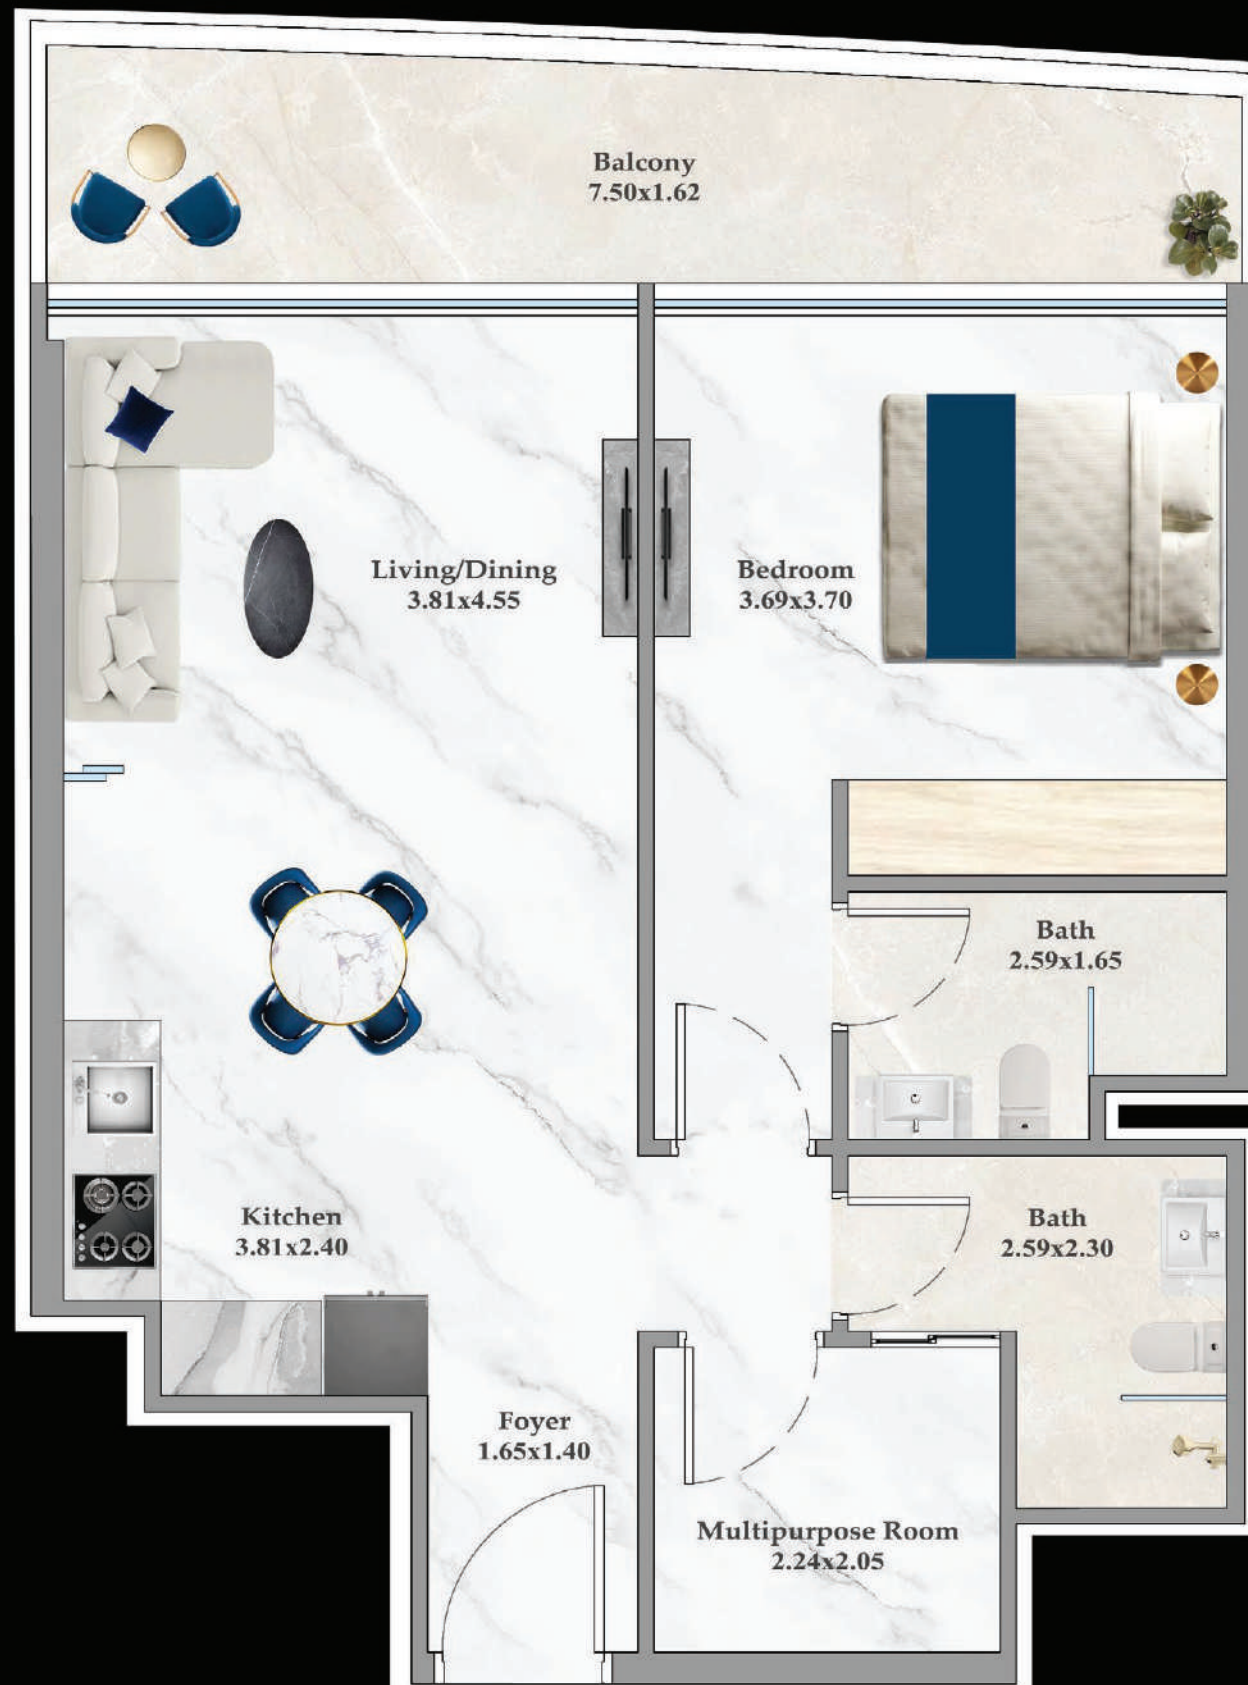 Balcony
7.50x1.62
Living/Dining
3.81x4.55
Bedroom
3.69x3.70
Bath
2.59x1.65
Kitchen
3.81x2.40
Bath
2.59x2.30
Foyer
1.65x1.40
Multipurpose Room
2.24x2.05